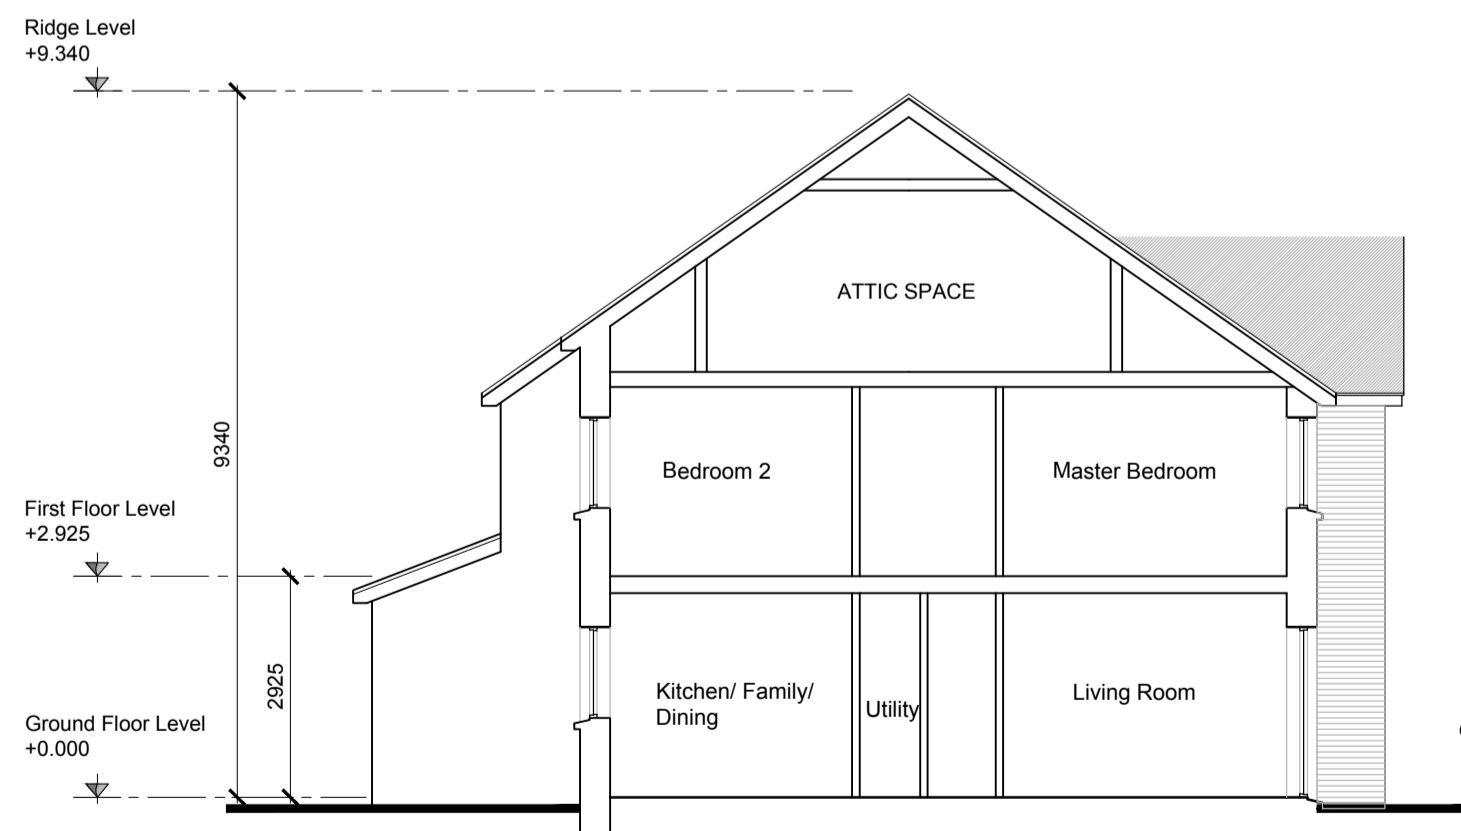 Ridge Level
+9.340
ATTIC SPACE
9340
Bedroom 2
Master Bedroom
First Floor Level
+2.925
2925
Kitchen/ Family/
Dining
Utility
Living Room
Ground Floor Level
+0.000